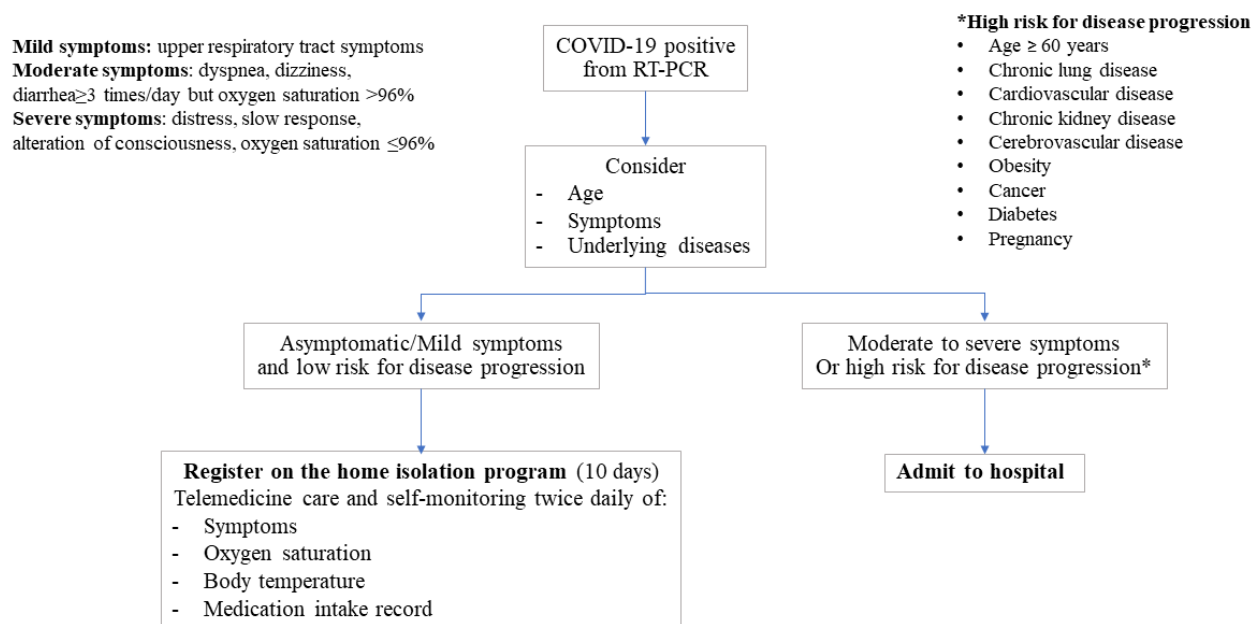 Mild symptoms: upper respiratory tract symptoms
Moderate symptoms: dyspnea, dizziness,
diarrhea≥3 times/day but oxygen saturation >96%
Severe symptoms: distress, slow response,
alteration of consciousness, oxygen saturation ≤96%
COVID-19 positive
from RT-PCR
*High risk for disease progression
• Age ≥ 60 years
• Chronic lung disease
• Cardiovascular disease
• Chronic kidney disease
• Cerebrovascular disease
• Obesity
• Cancer
• Diabetes
• Pregnancy
Consider
- Age
- Symptoms
- Underlying diseases
Asymptomatic/Mild symptoms
and low risk for disease progression
Moderate to severe symptoms
Or high risk for disease progression*
Register on the home isolation program (10 days)
Telemedicine care and self-monitoring twice daily of:
- Symptoms
- Oxygen saturation
- Body temperature
- Medication intake record
Admit to hospital